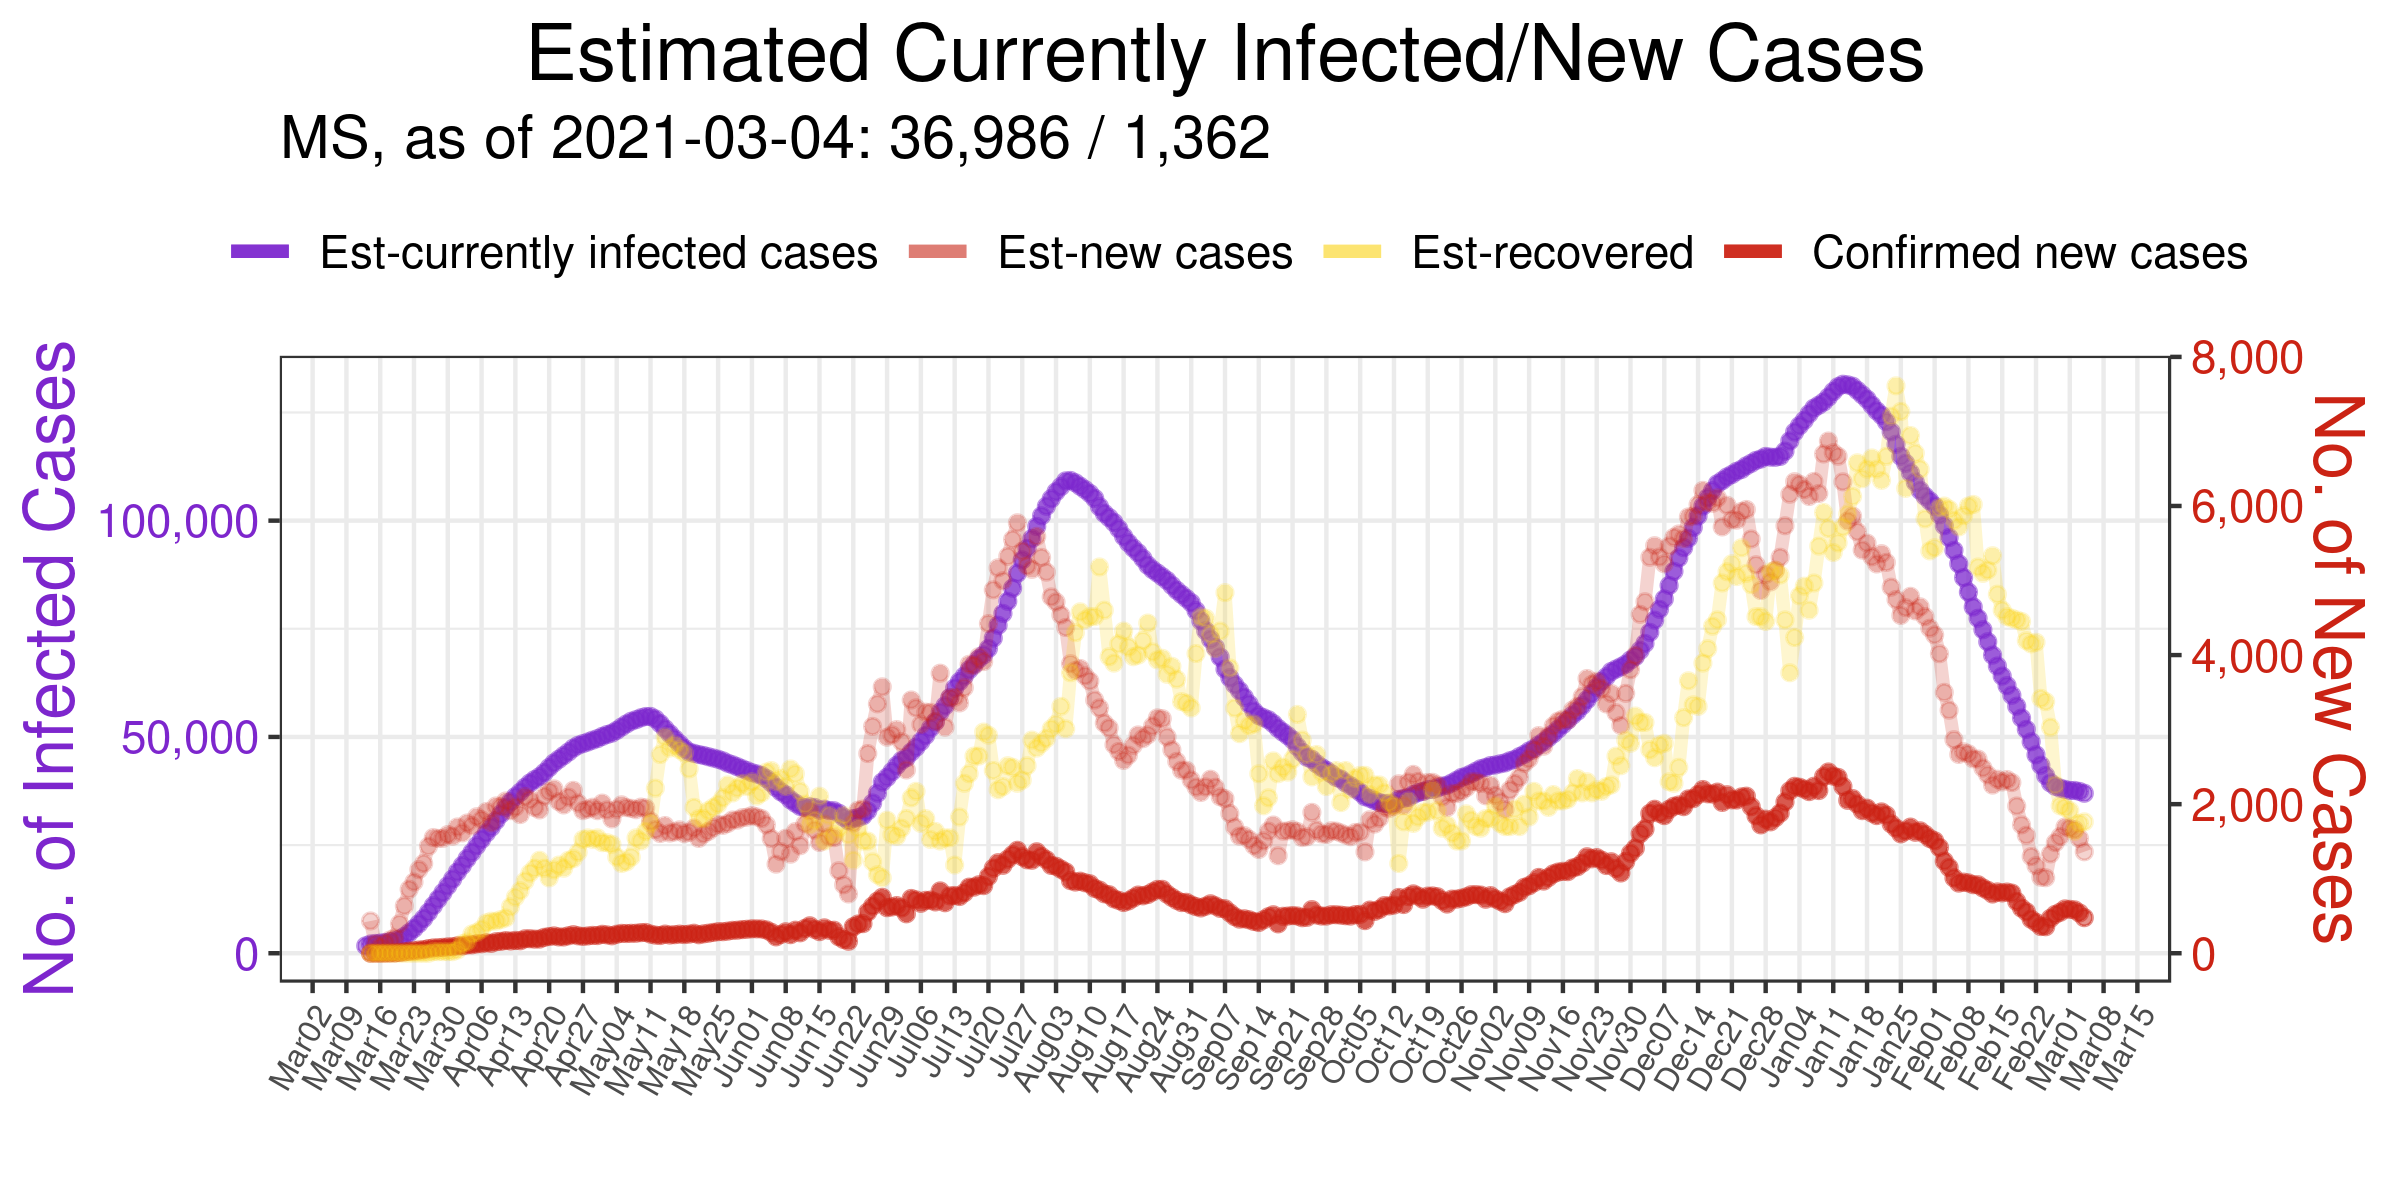 Estimated Currently Infected/New Cases
MS, as of 2021-03-04: 36,986 / 1,362
Est-currently infected cases
Est-new cases
Est-recovered
Confirmed new cases
No. of Infected Cases
100,000
50,000
0
8,000
6,000
4,000
2,000
0
No. of New Cases
Mar02
Mar09
Mar16
Mar23
Mar30
Apr06
Apr13
Apr20
Apr27
May04
May11
May18
May25
Jun01
Jun08
Jun15
Jun22
Jun29
Jul06
Jul13
Jul20
Jul27
Aug03
Aug10
Aug17
Aug24
Aug31
Sep07
Sep14
Sep21
Sep28
Oct05
Oct12
Oct19
Oct26
Nov02
Nov09
Nov16
Nov23
Nov30
Dec07
Dec14
Dec21
Dec28
Jan04
Jan11
Jan18
Jan25
Feb01
Feb08
Feb15
Feb22
Mar01
Mar08
Mar15